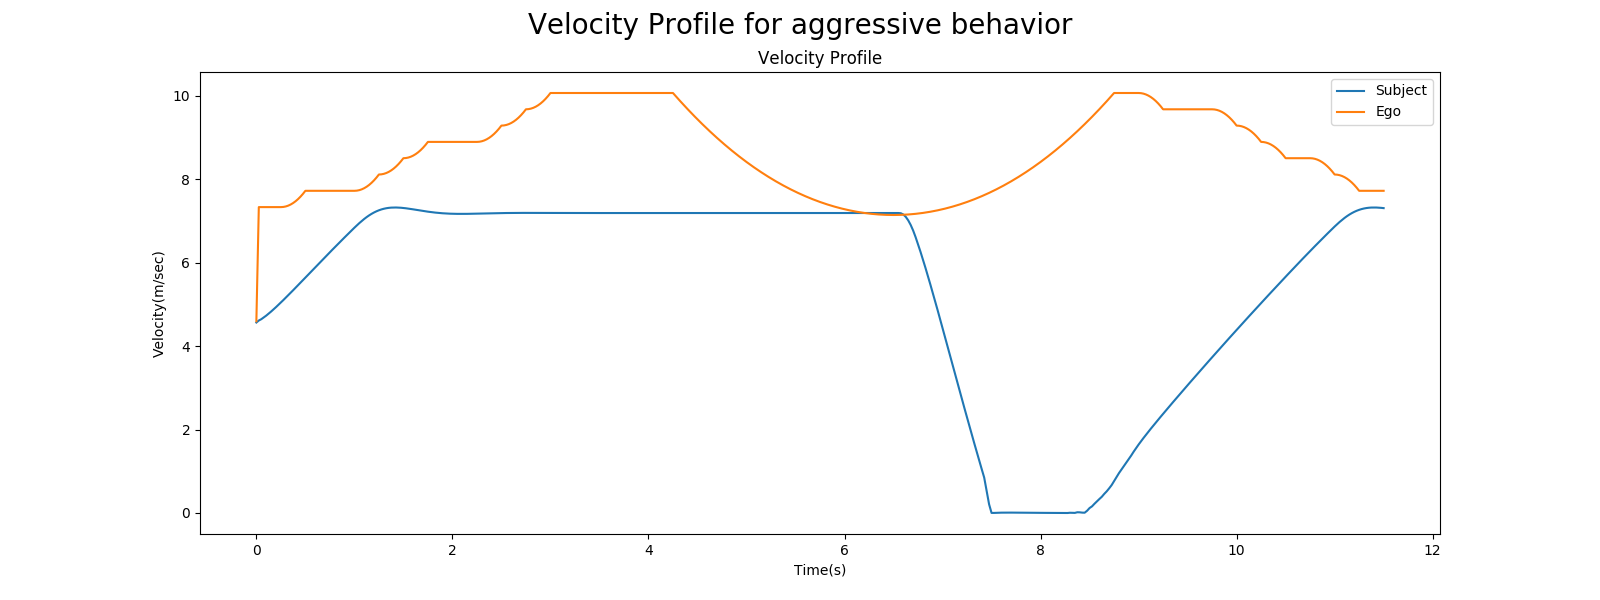 Velocity Profile for aggressive behavior
Velocity Profile
Subject
Ego
Velocity(m/sec)
10
8
6
4
2
0
0 2 4 6 8 10 12
Time(s)